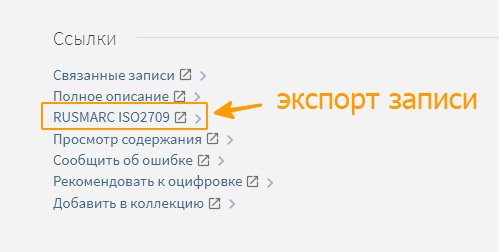 Ссылки
Связанные записи
Полное описание
RUSMARC ISO2709
экспорт записи
Просмотр содержания
Сообщить об ошибке
Рекомендовать к оцифровке
Добавить в коллекцию